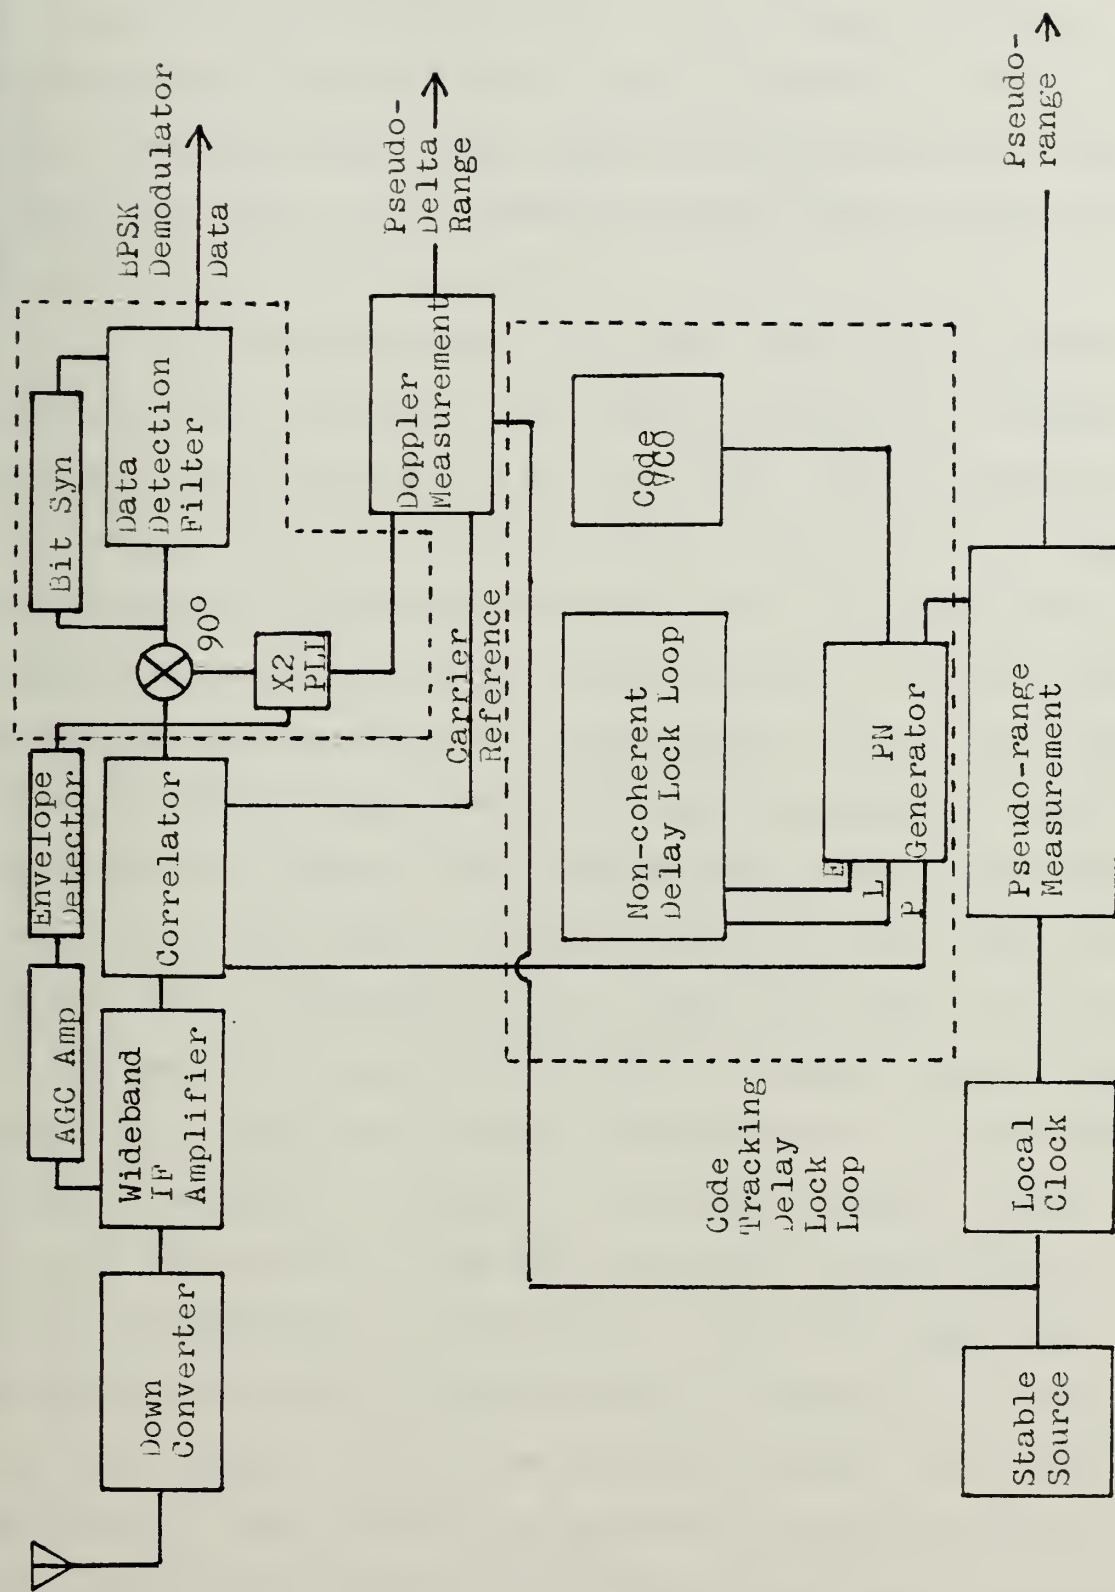 AGC Amp
Envelope
Detector
Bit Syn
BPSK
Demodulator
Down
Converter
Wideband
IF
Amplifier
Correlator
90°
Data
Detection
Filter
Data
X2
PLL
Carrier
Reference
Doppler
Measurement
Pseudo-
Delta
Range
Code
Tracking
Delay
Lock
Loop
Non-coherent
Delay Lock Loop
Code
VCO
E
L
P
PN
Generator
Stable
Source
Local
Clock
Pseudo-range
Measurement
Pseudo-
range